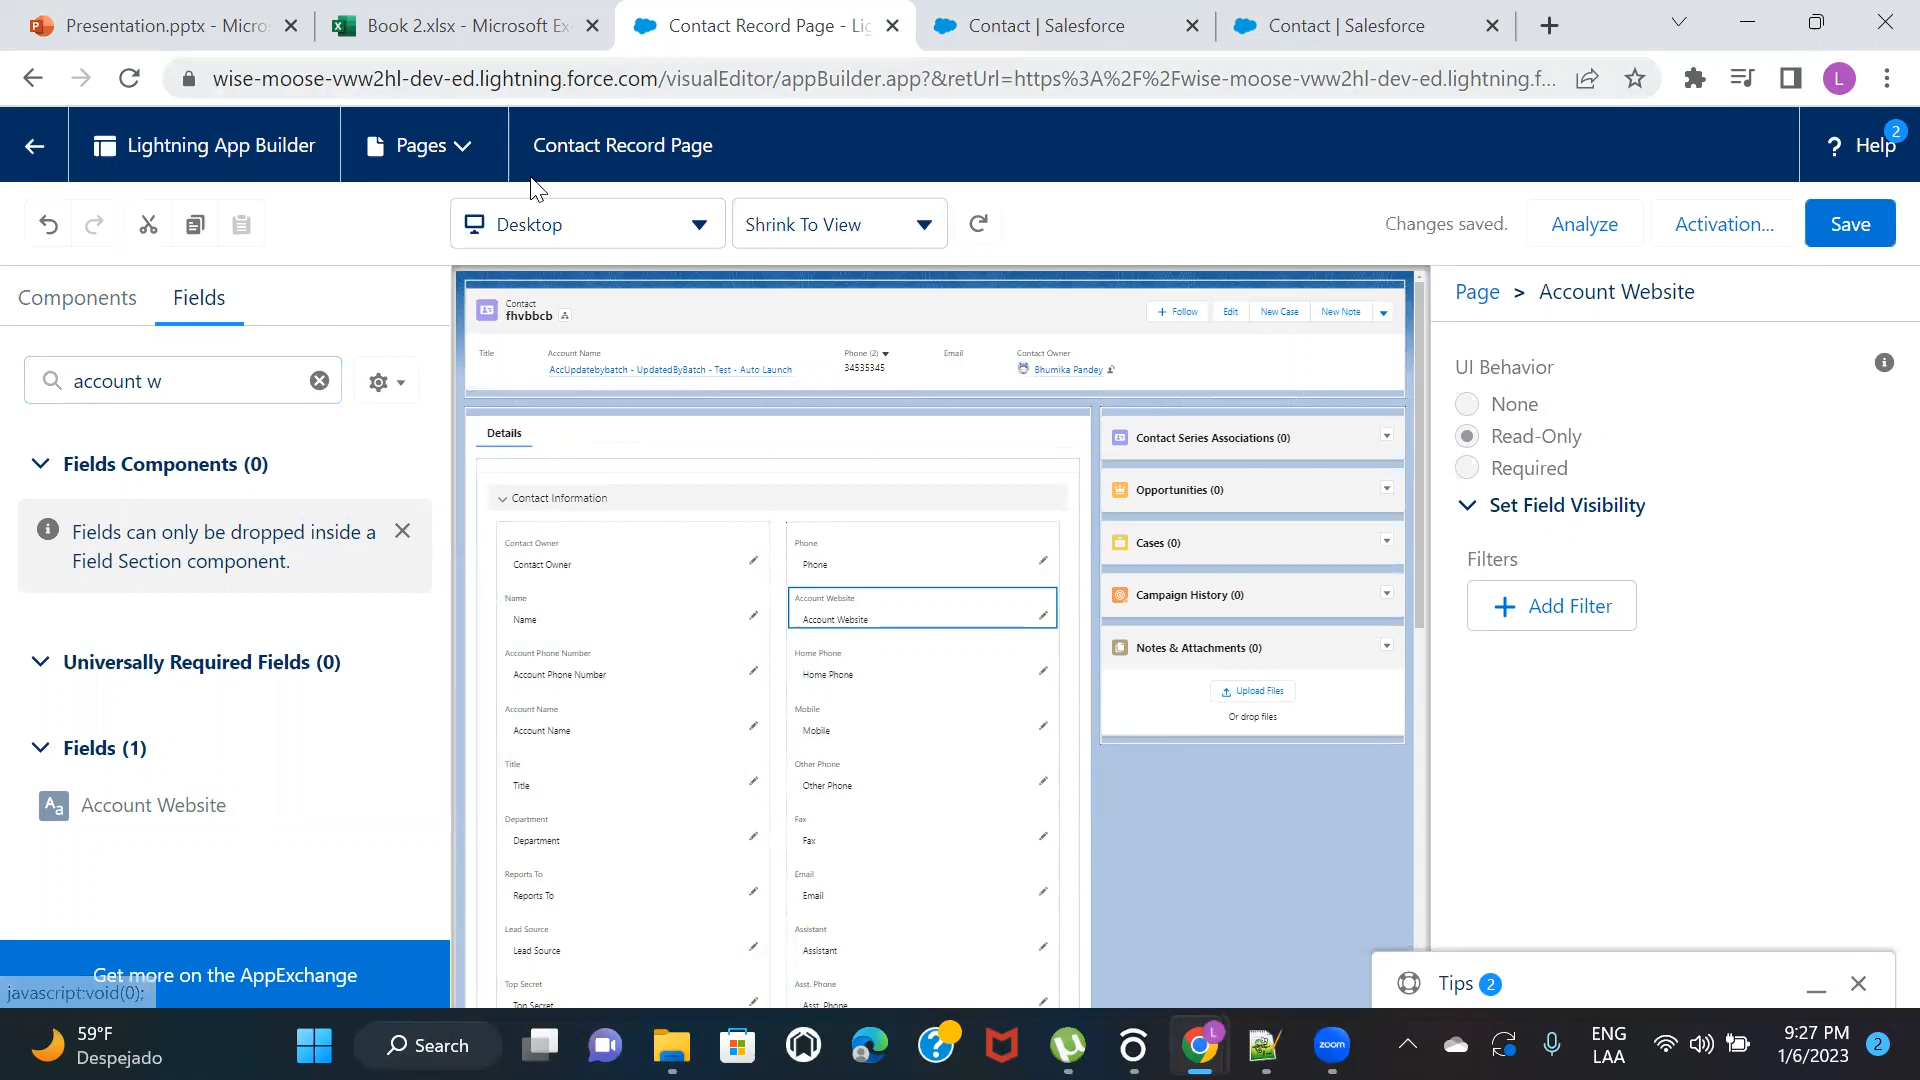 Presentation.pptx - Micro
Book 2.xlsx - Microsoft Ex
Contact Record Page - Lig
Contact | Salesforce
Contact | Salesforce
wise-moose-vww2hl-dev-ed.lightning.force.com/visualEditor/appBuilder.app?&retUrl=https%3A%2F%2Fwise-moose-vww2hl-dev-ed.lightning.f...
L
Lightning App Builder
Pages
Contact Record Page
? Help
2
Desktop
Shrink To View
Changes saved.
Analyze
Activation...
Save
Components
Fields
account w
Fields Components (0)
Fields can only be dropped inside a
Field Section component.
Universally Required Fields (0)
Fields (1)
Aa Account Website
Get more on the AppExchange
javascript:void(0);
Contact
fhvbbcb
+ Follow
Edit
New Case
New Note
Title
Account Name
Phone (2)
Email
Contact Owner
AccUpdatebybatch - UpdatedByBatch - Test - Auto Launch
34535345
Bhumika Pandey
Details
Contact Information
Contact Owner
Contact Owner
Name
Name
Account Phone Number
Account Phone Number
Account Name
Account Name
Title
Title
Department
Department
Reports To
Reports To
Lead Source
Lead Source
Top Secret
Top Secret
Phone
Phone
Account Website
Account Website
Home Phone
Home Phone
Mobile
Mobile
Other Phone
Other Phone
Fax
Fax
Email
Email
Assistant
Assistant
Asst. Phone
Asst. Phone
Contact Series Associations (0)
Opportunities (0)
Cases (0)
Campaign History (0)
Notes & Attachments (0)
Upload Files
Or drop files
Page > Account Website
UI Behavior
None
Read-Only
Required
Set Field Visibility
Filters
+ Add Filter
Tips 2
59°F
Despejado
Search
L
zoom
ENG
LAA
9:27 PM
1/6/2023
2